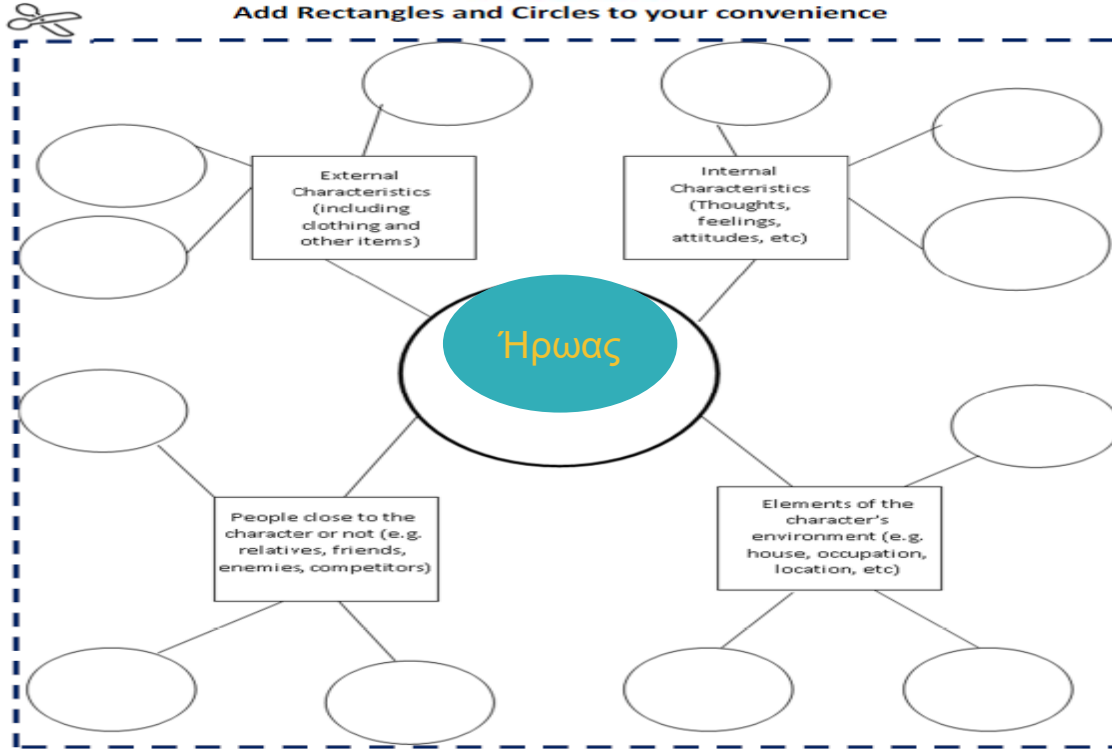 Add Rectangles and Circles to your convenience
External
Characteristics
(including
clothing and
other items)
Internal
Characteristics
(Thoughts,
feelings,
attitudes, etc)
Ήρωας
People close to the
character or not (e.g.
relatives, friends,
enemies, competitors)
Elements of the
character's
environment (e.g.
house, occupation,
location, etc)